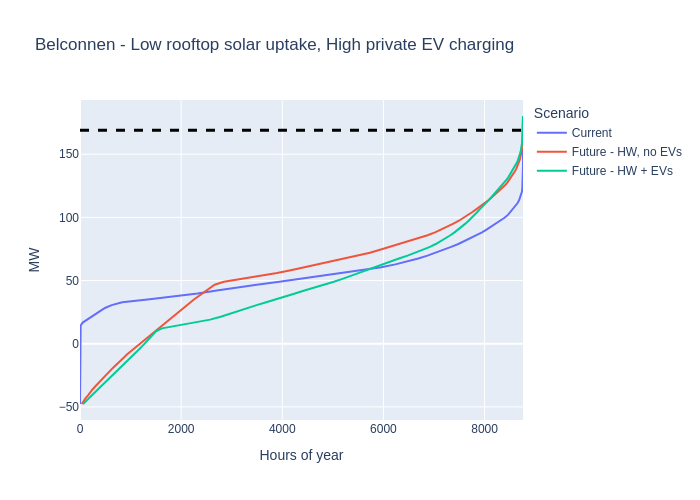 Belconnen - Low rooftop solar uptake, High private EV charging
Scenario
Current
Future - HW, no EVs
Future - HW + EVs
MW
150
100
50
0
−50
0 2000 4000 6000 8000
Hours of year